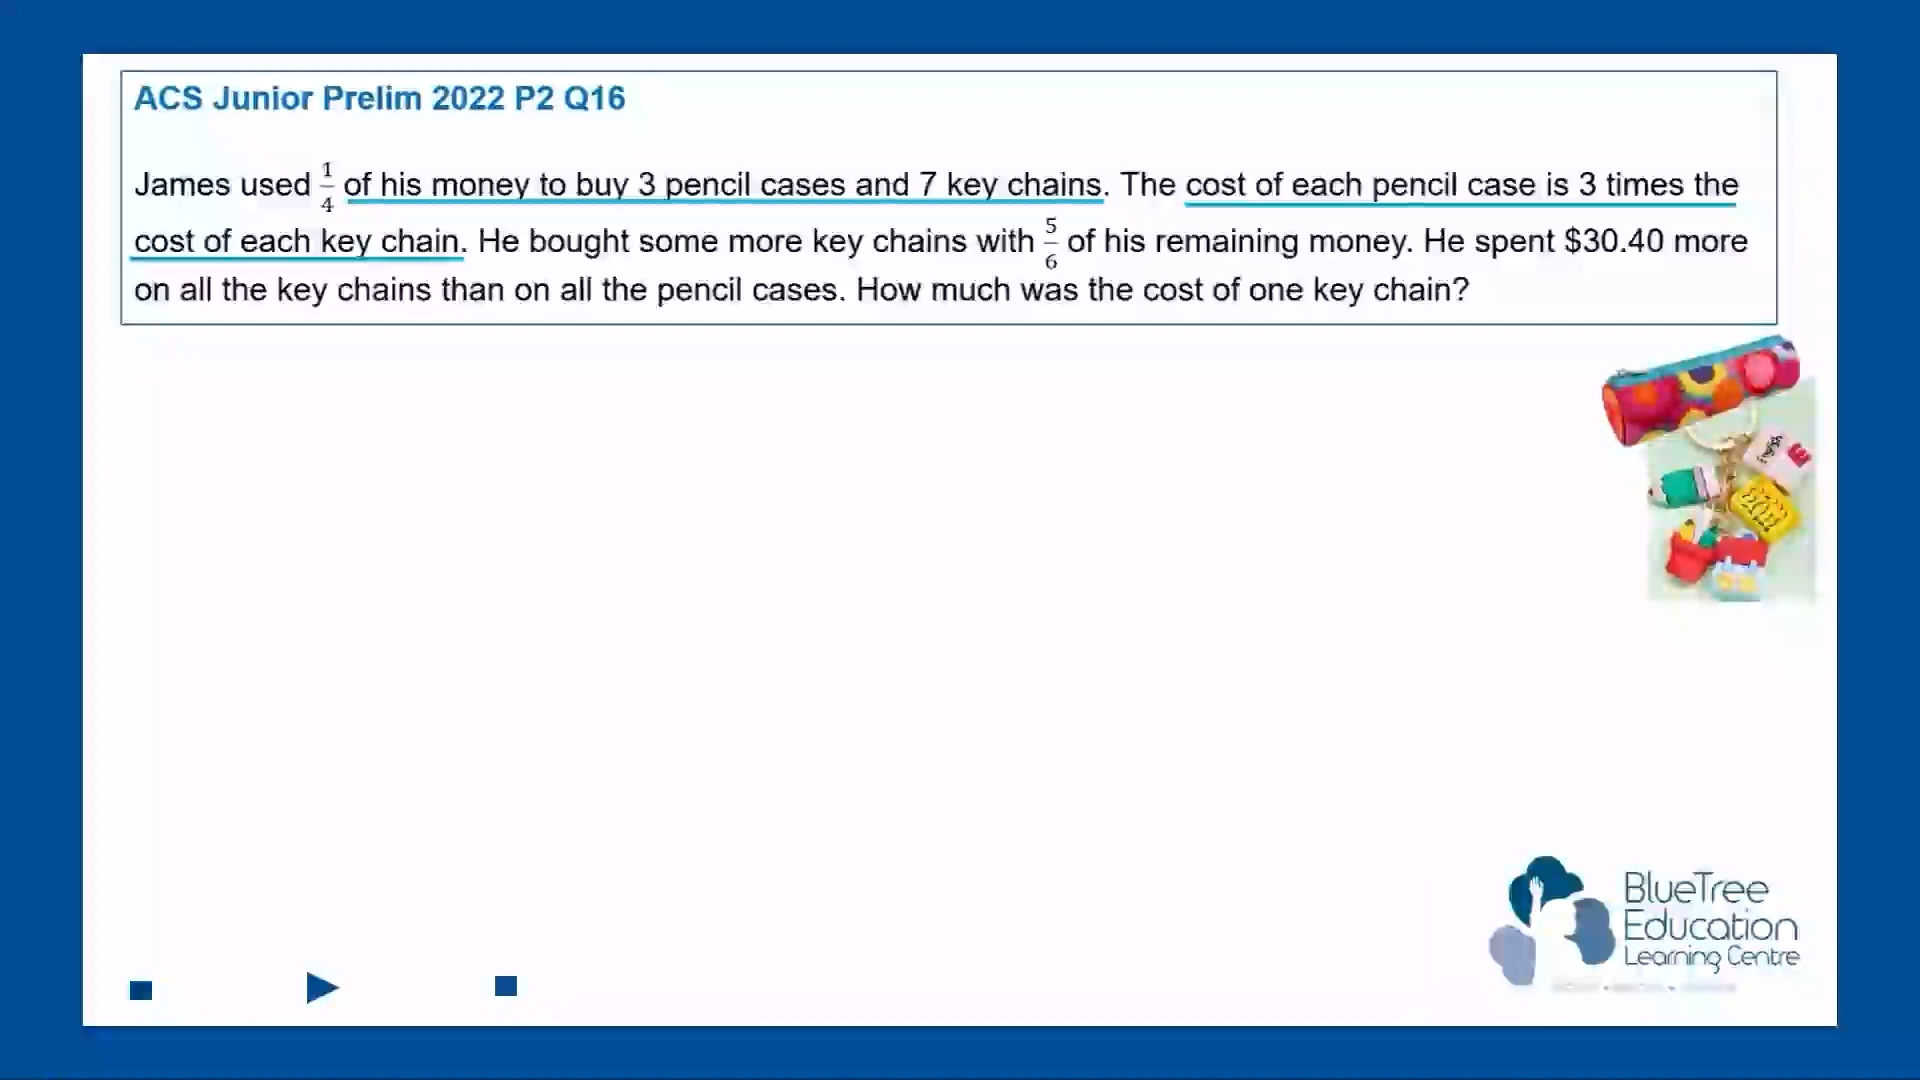 ACS Junior Prelim 2022 P2 Q16
James used 1/4 of his money to buy 3 pencil cases and 7 key chains. The cost of each pencil case is 3 times the
cost of each key chain. He bought some more key chains with 5/6 of his remaining money. He spent $30.40 more
on all the key chains than on all the pencil cases. How much was the cost of one key chain?
BlueTree
Education
Learning Centre